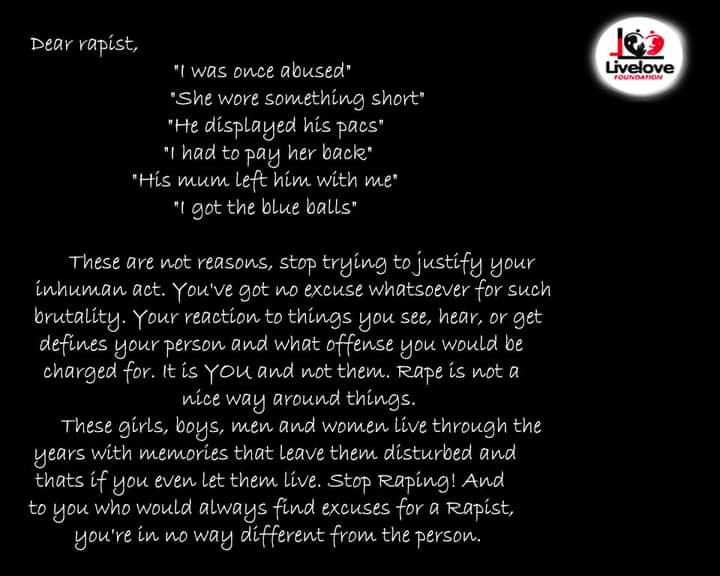 Dear rapist,
Livelove
FOUNDATION
"I was once abused"
"She wore something short"
"He displayed his pacs"
"I had to pay her back"
"His mum left him with me"
"I got the blue balls"
These are not reasons, stop trying to justify your
inhuman act. You've got no excuse whatsoever for such
brutality. Your reaction to things you see, hear, or get
defines your person and what offense you would be
charged for. It is YOU and not them. Rape is not a
nice way around things.
These girls, boys, men and women live through the
years with memories that leave them disturbed and
thats if you even let them live. Stop Raping! And
to you who would always find excuses for a Rapist,
you're in no way different from the person.